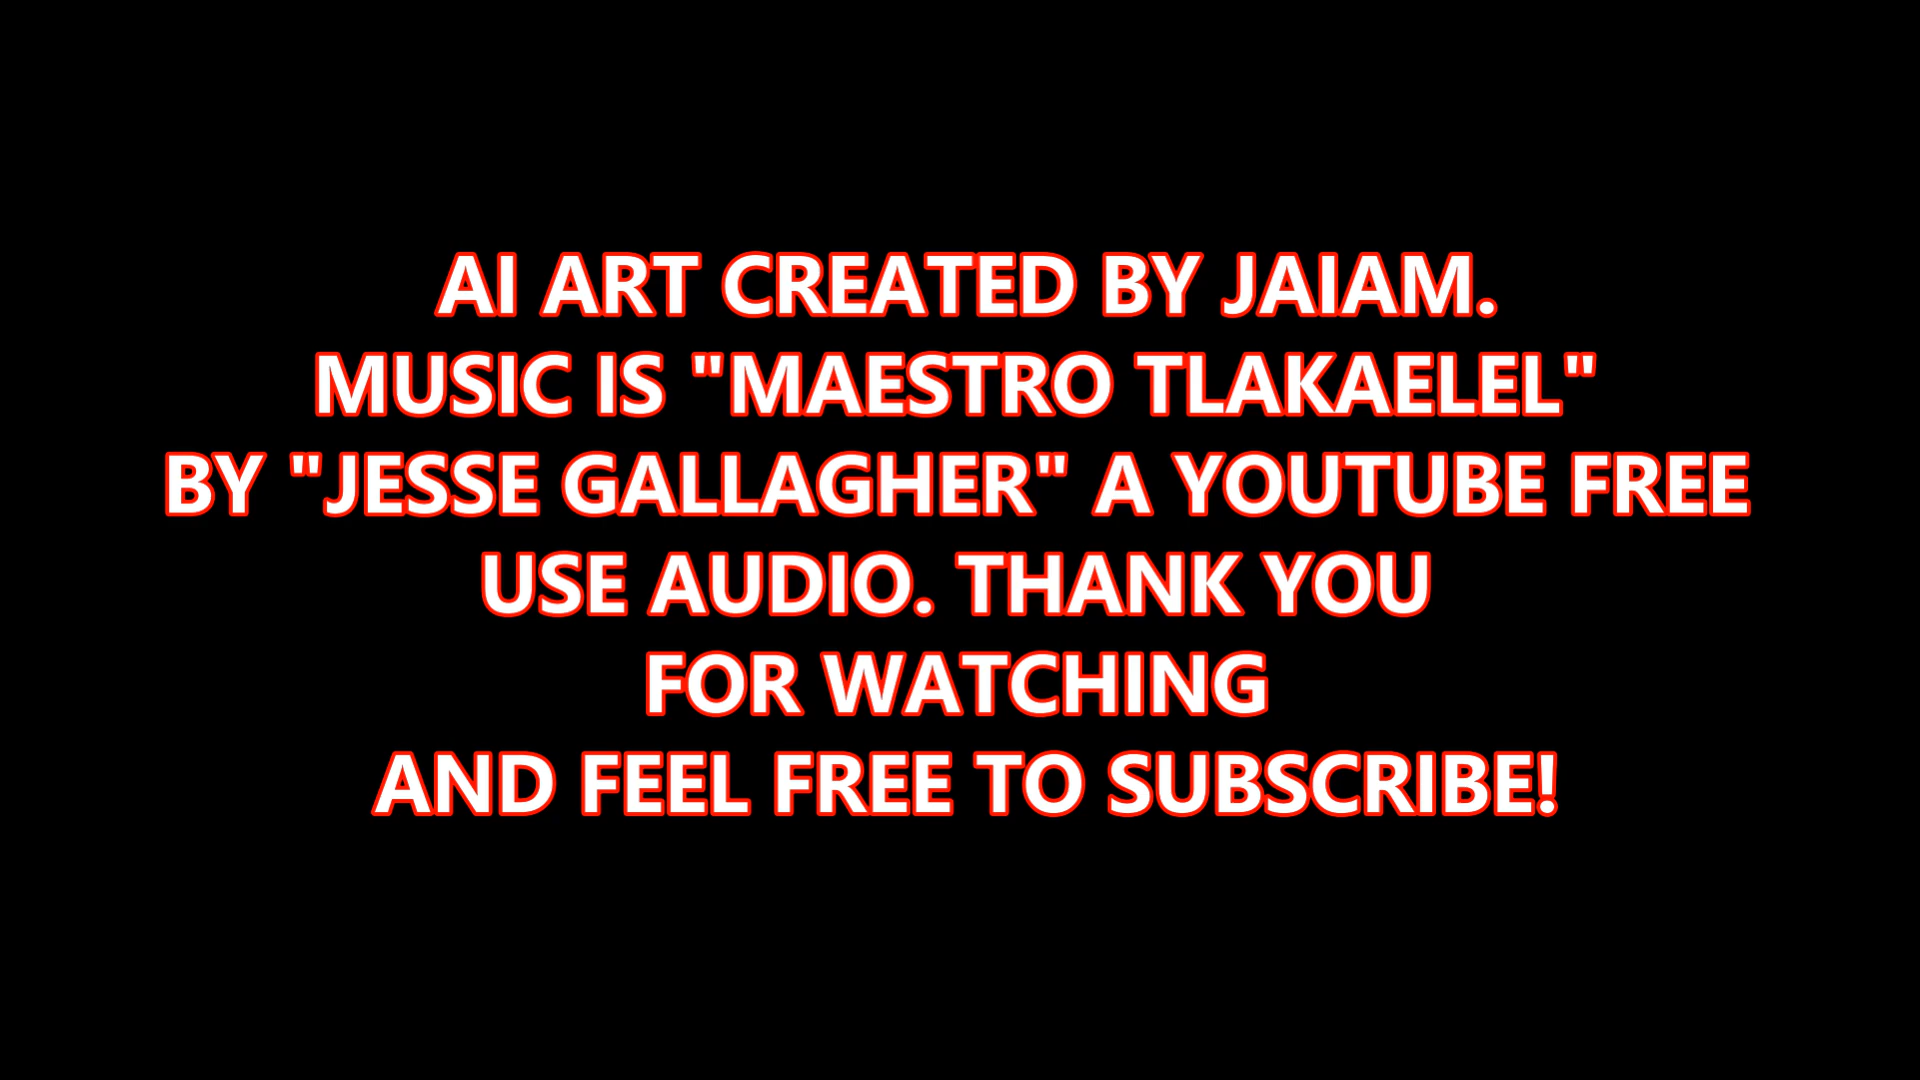 AI ART CREATED BY JAIAM.
MUSIC IS "MAESTRO TLAKAELEL"
BY "JESSE GALLAGHER" A YOUTUBE FREE
USE AUDIO. THANK YOU
FOR WATCHING
AND FEEL FREE TO SUBSCRIBE!